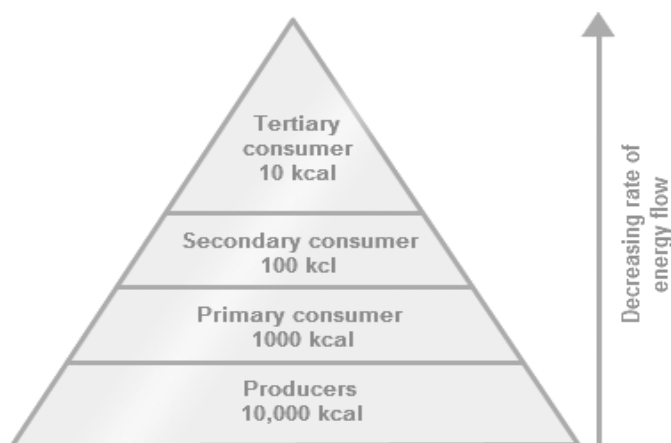 Tertiary
consumer
10 kcal
Secondary consumer
100 kcl
Primary consumer
1000 kcal
Producers
10,000 kcal
Decreasing rate of
energy flow